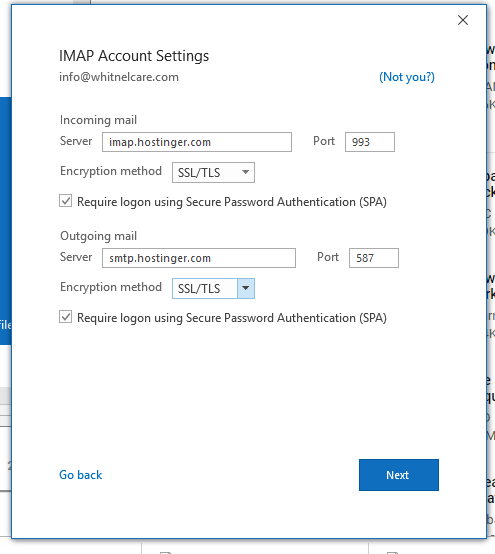 IMAP Account Settings
info@whitnelcare.com (Not you?)
Incoming mail
Server imap.hostinger.com Port 993
Encryption method SSL/TLS
Require logon using Secure Password Authentication (SPA)
Outgoing mail
Server smtp.hostinger.com Port 587
Encryption method SSL/TLS
Require logon using Secure Password Authentication (SPA)
Go back Next